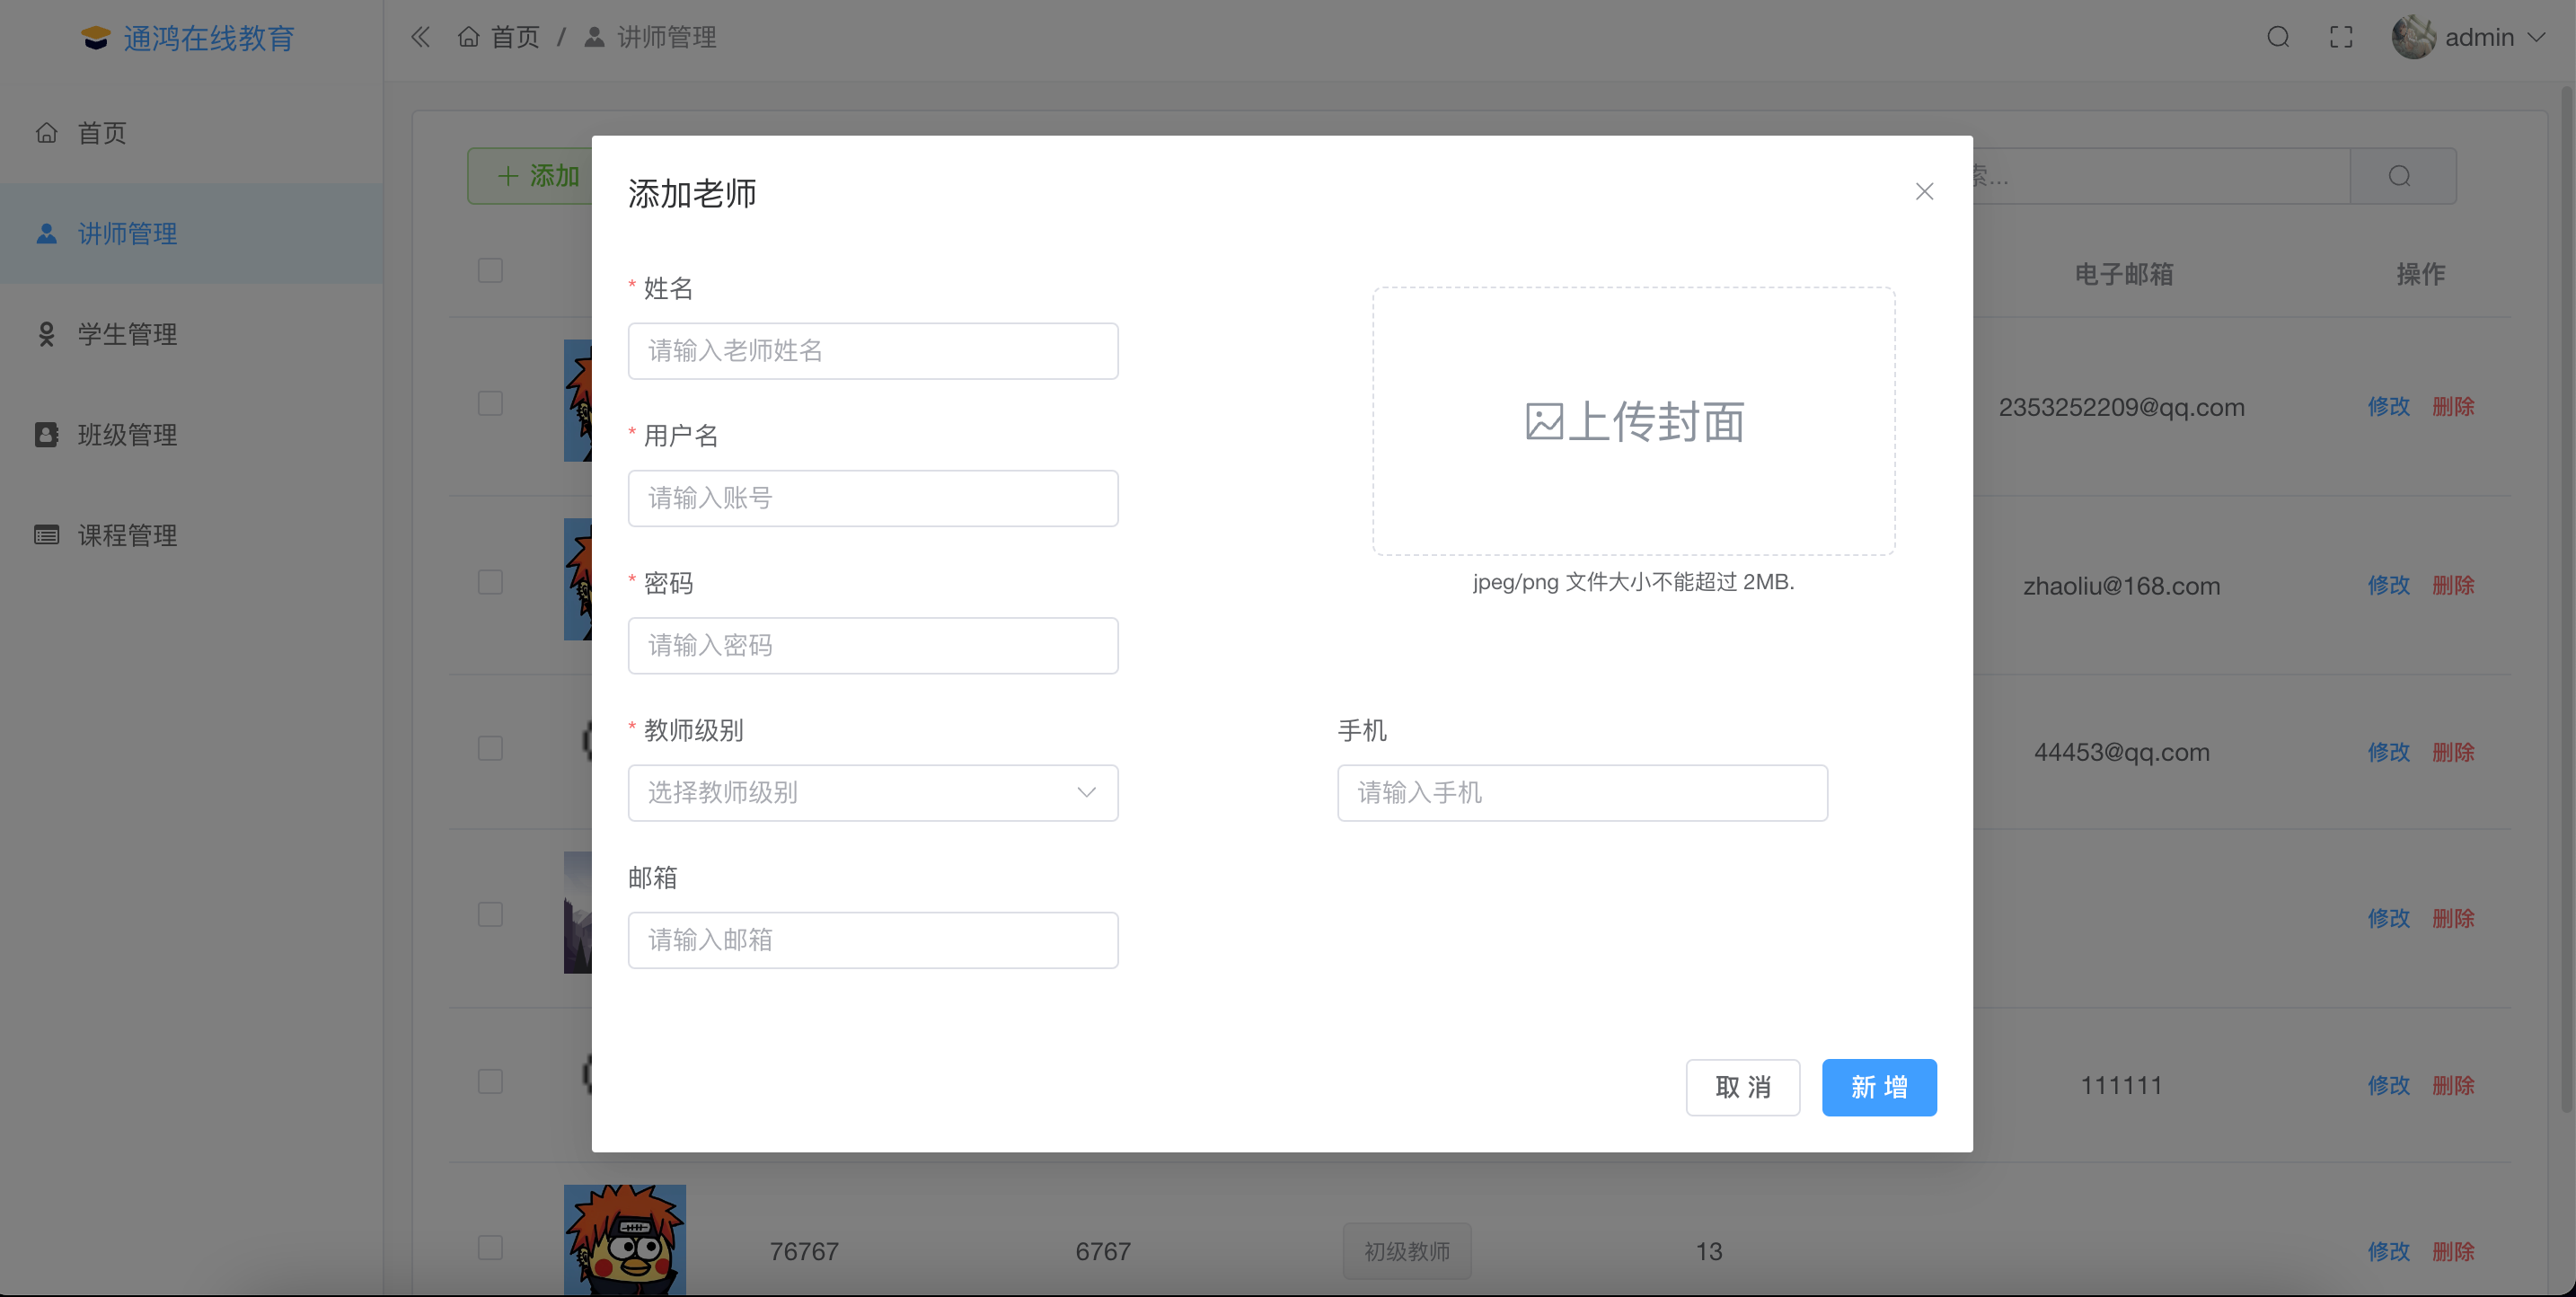 通鸿在线教育
首页 / 讲师管理
admin
首页
讲师管理
学生管理
班级管理
课程管理
+ 添加
索...
电子邮箱 操作
添加老师
* 姓名
请输入老师姓名
* 用户名
请输入账号
* 密码
请输入密码
上传封面
jpeg/png 文件大小不能超过 2MB.
* 教师级别
选择教师级别
手机
请输入手机
邮箱
请输入邮箱
取 消 新 增
2353252209@qq.com 修改 删除
zhaoliu@168.com 修改 删除
44453@qq.com 修改 删除
修改 删除
111111 修改 删除
76767 6767 初级教师 13 修改 删除